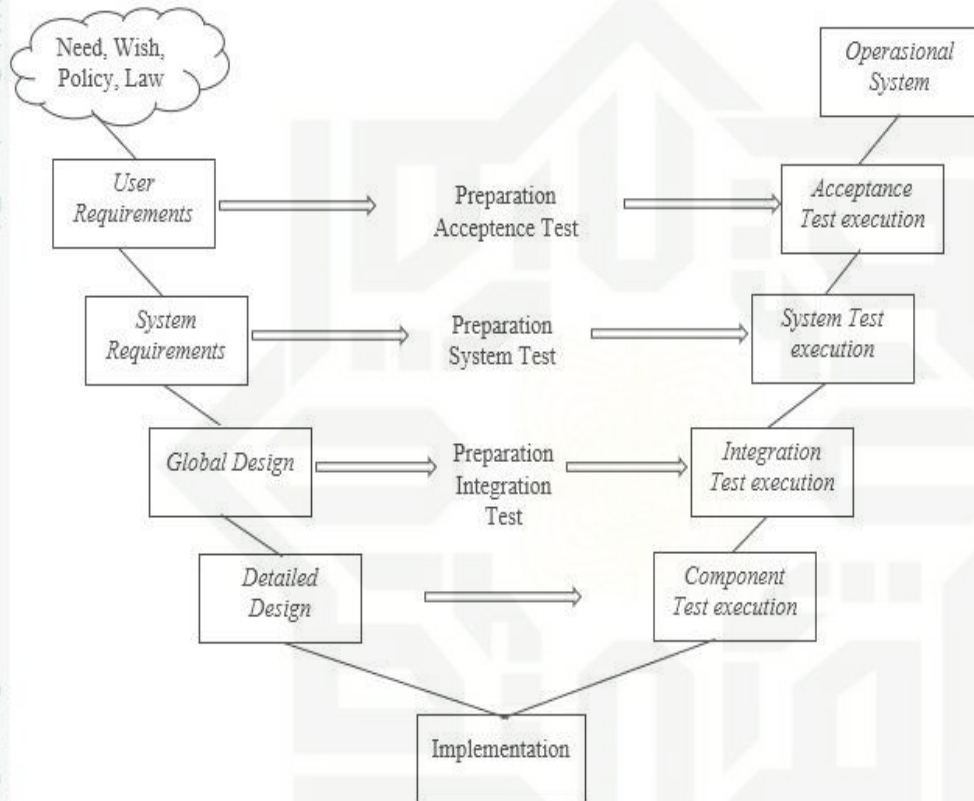 Need, Wish,
Policy, Law
Operasional
System
User
Requirements
Preparation
Acceptence Test
Acceptance
Test execution
System
Requirements
Preparation
System Test
System Test
execution
Global Design
Preparation
Integration
Test
Integration
Test execution
Detailed
Design
Component
Test execution
Implementation